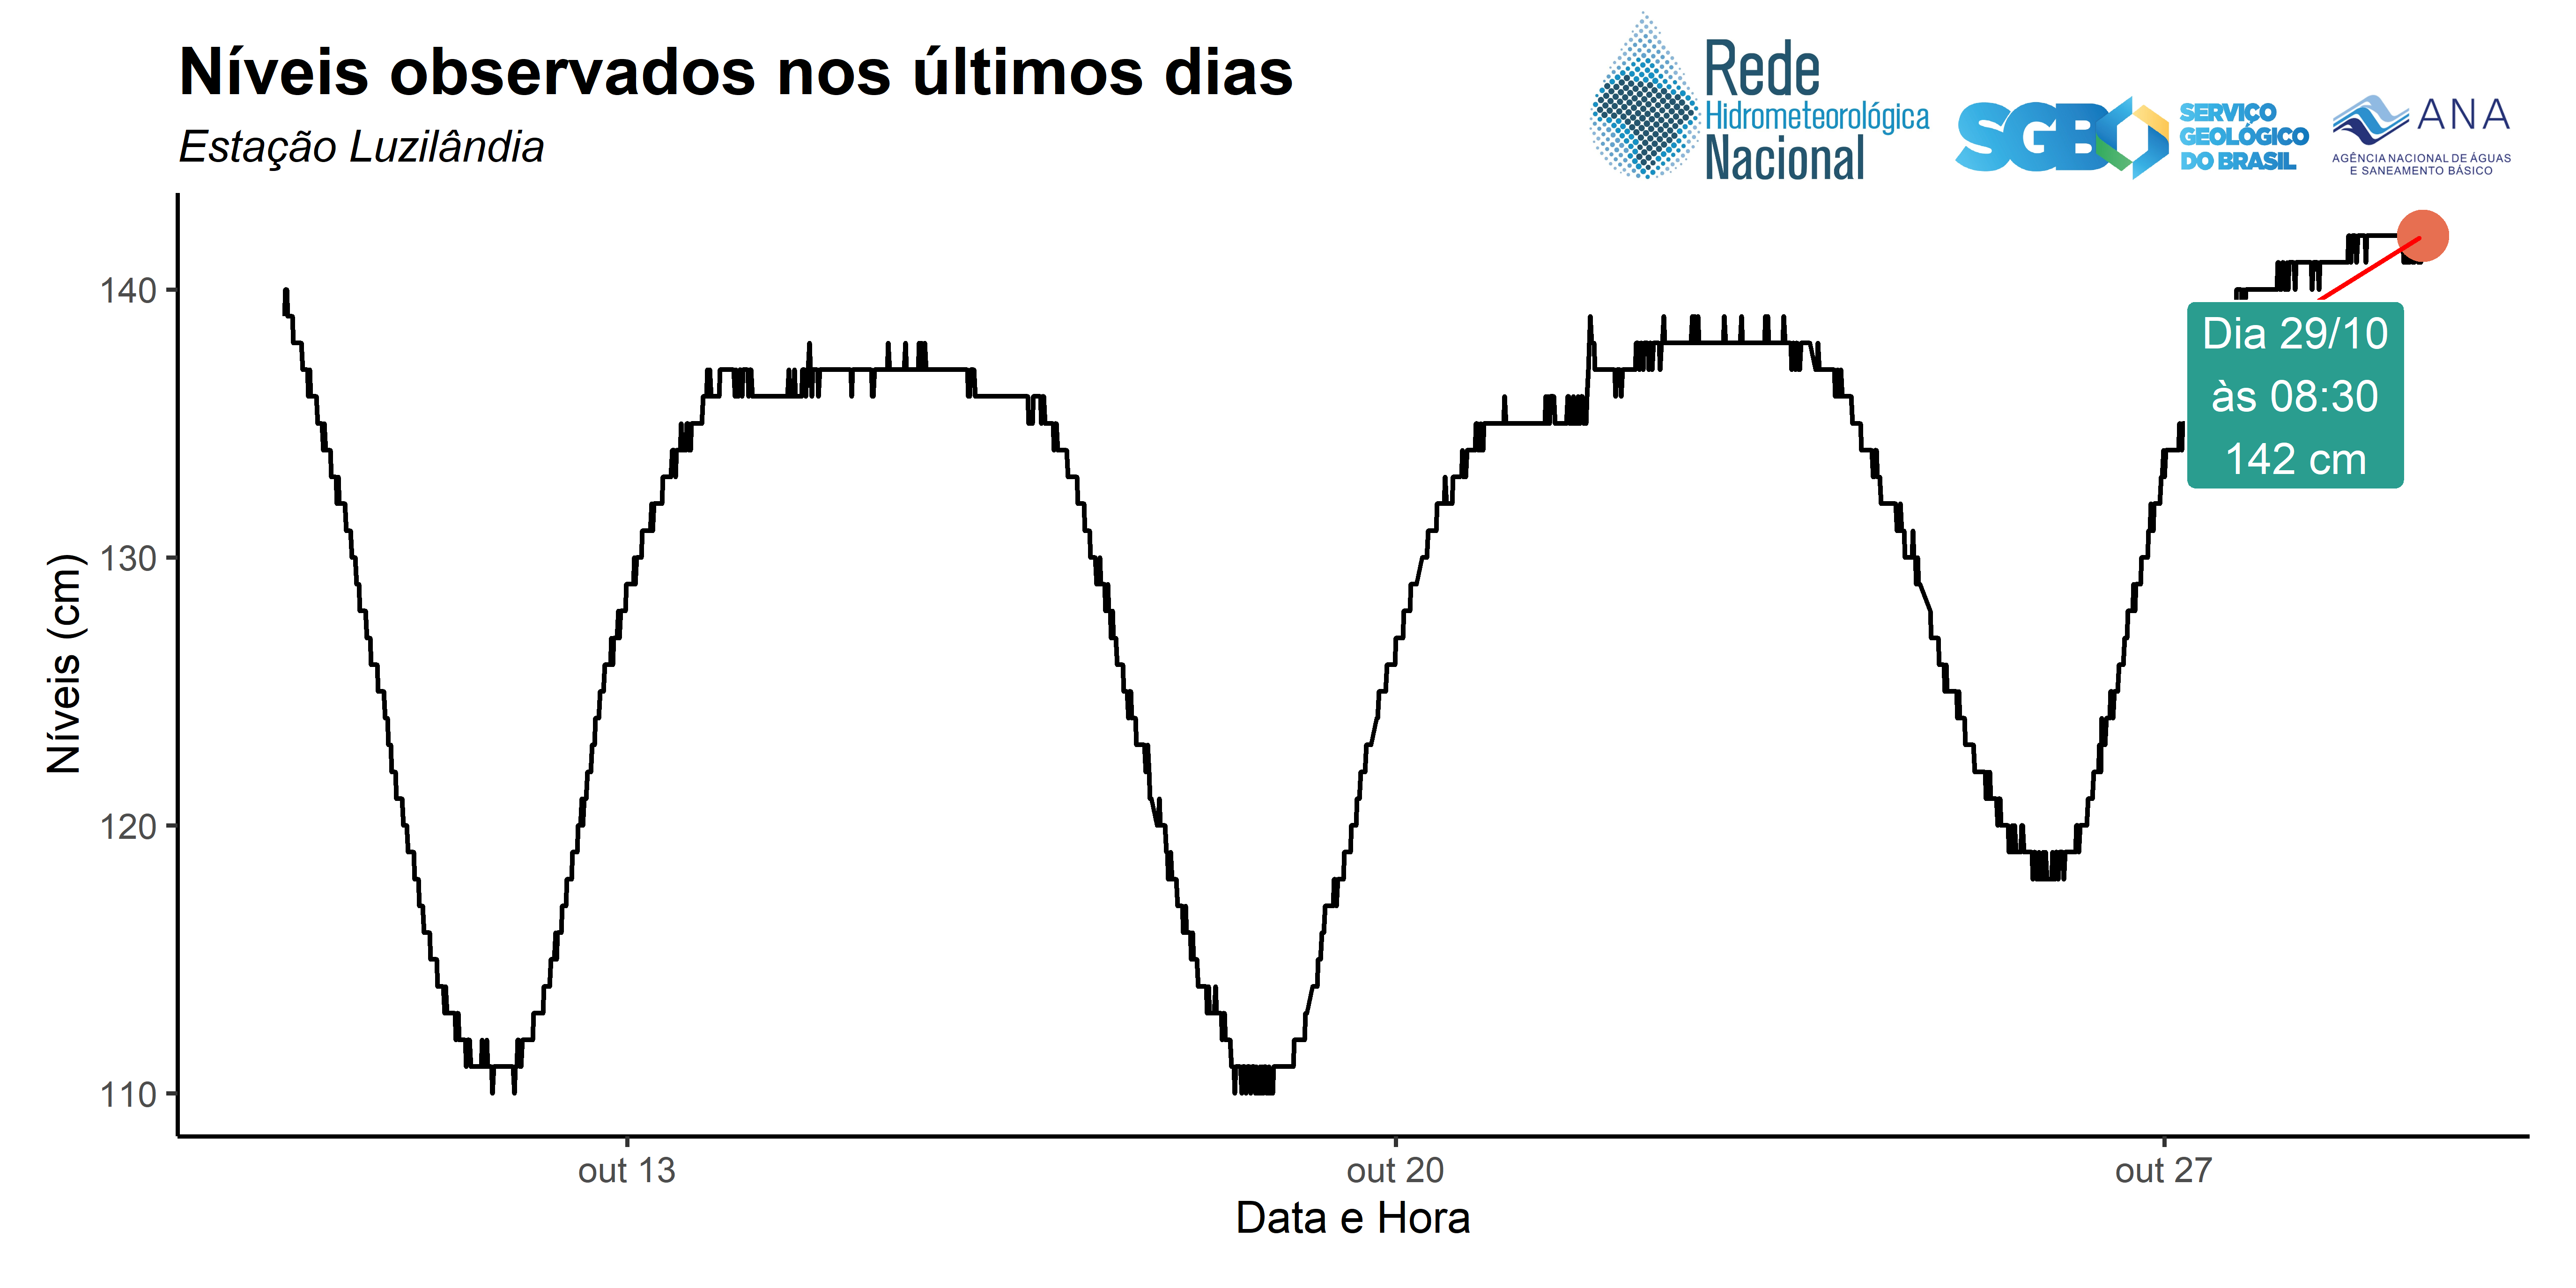 Níveis observados nos últimos dias
Estação Luzilândia
Rede
Hidrometeorológica
Nacional
SGB
SERVIÇO
GEOLÓGICO
DO BRASIL
ANA
AGÊNCIA NACIONAL DE ÁGUAS
E SANEAMENTO BÁSICO
Níveis (cm)
140
130
120
110
Dia 29/10
às 08:30
142 cm
out 13
out 20
out 27
Data e Hora